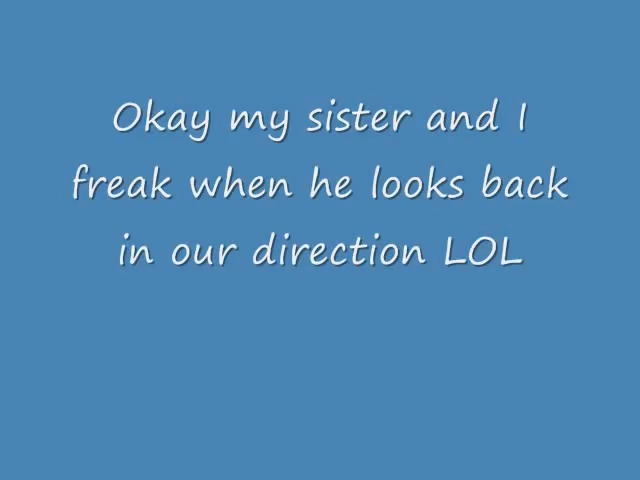 Okay my sister and I
freak when he looks back
in our direction LOL